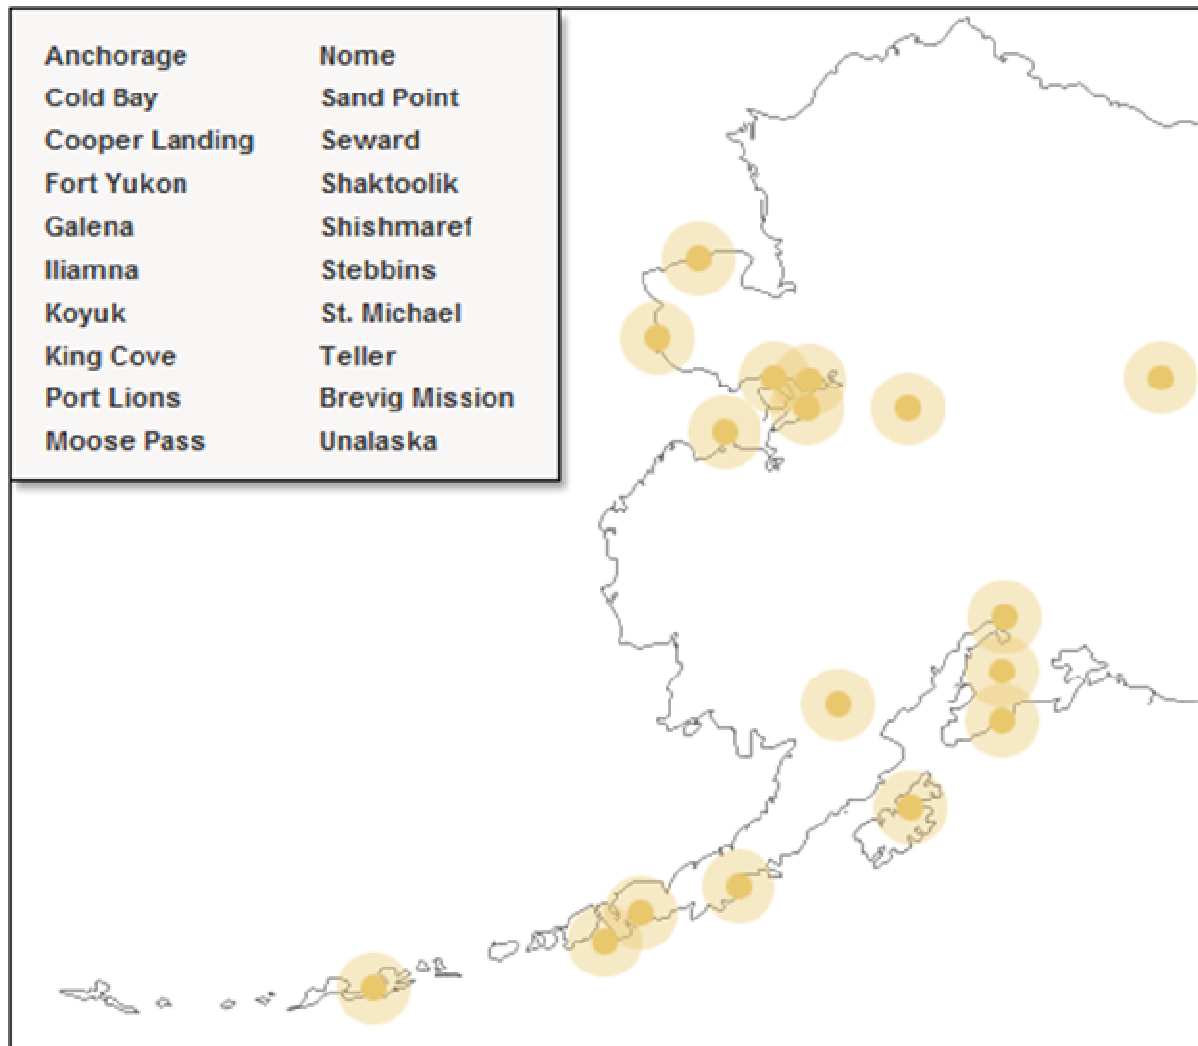 Anchorage
Cold Bay
Cooper Landing
Fort Yukon
Galena
Iliamna
Koyuk
King Cove
Port Lions
Moose Pass
Nome
Sand Point
Seward
Shaktoolik
Shishmaref
Stebbins
St. Michael
Teller
Brevig Mission
Unalaska